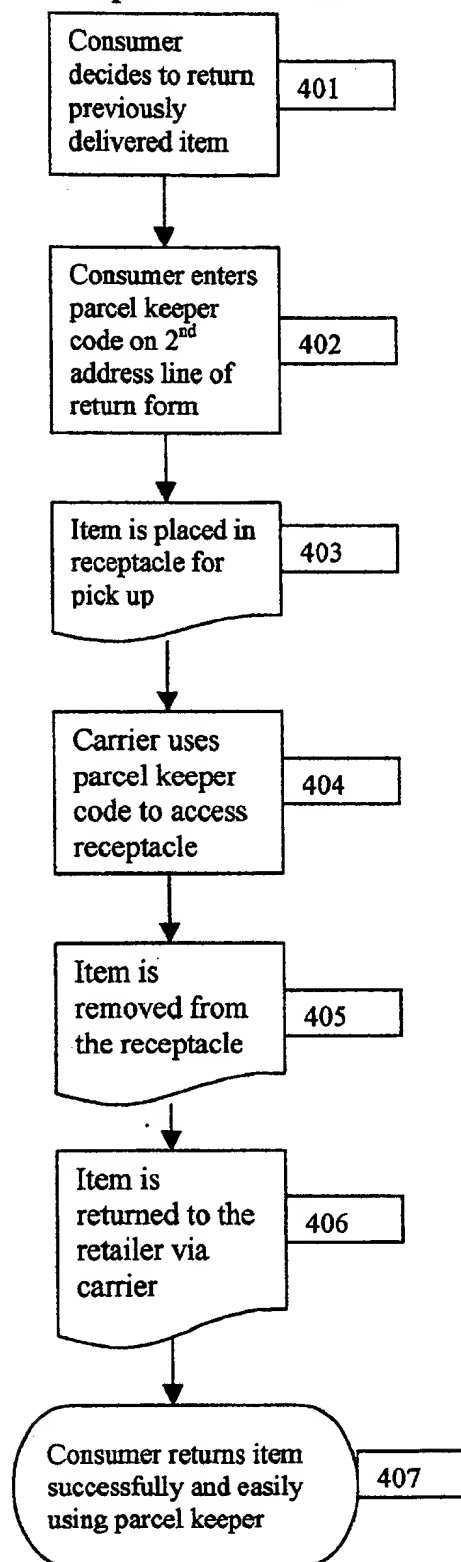 Consumer
decides to return
previously
delivered item
401
Consumer enters
parcel keeper
code on 2nd
address line of
return form
402
Item is placed in
receptacle for
pick up
403
Carrier uses
parcel keeper
code to access
receptacle
404
Item is
removed from
the receptacle
405
Item is
returned to the
retailer via
carrier
406
Consumer returns item
successfully and easily
using parcel keeper
407